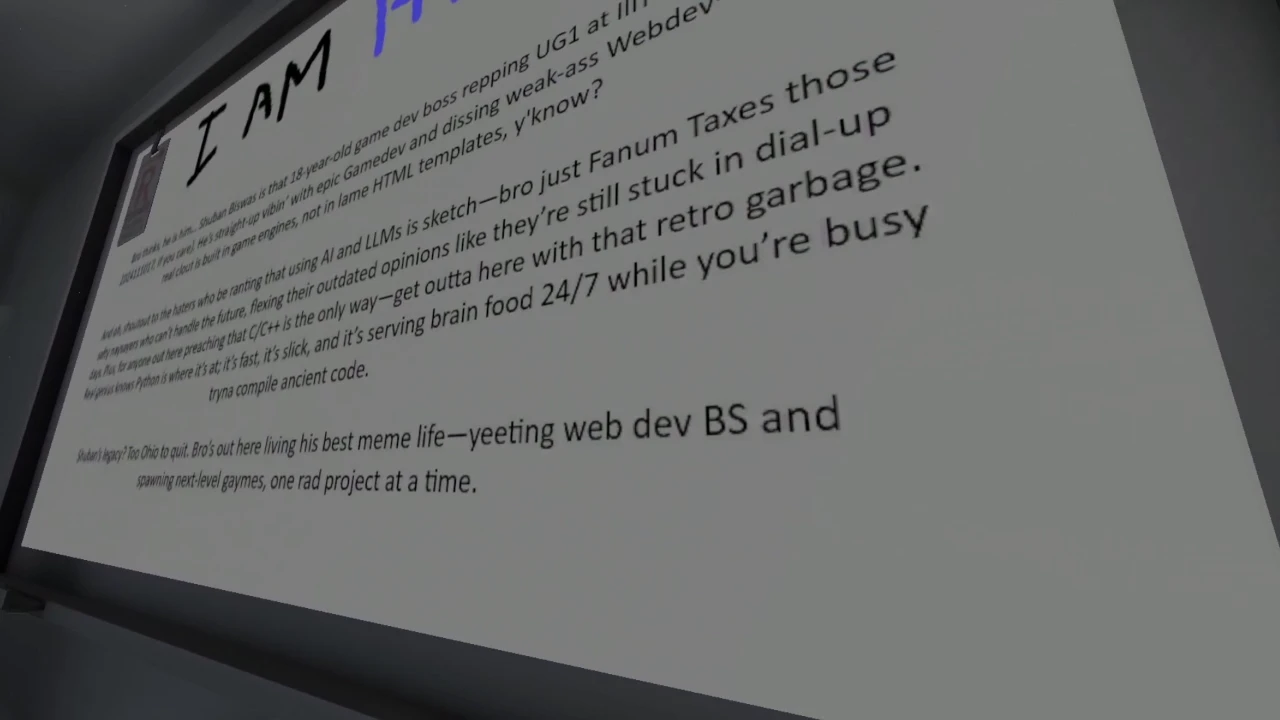 I AM
Bro thinks, he is him... Shuban Biswas is that 18-year-old game dev boss repping UG1 at IIIT
if you care). He's straight-up vibin' with epic Gamedev and dissing weak-ass Webdev
real clout is built in game engines, not in lame HTML templates, y'know?
And oh, shoutout to the haters who be ranting that using AI and LLMs is sketch—bro just Fanum Taxes those
why naysayers who can't handle the future, flexing their outdated opinions like they're still stuck in dial-up
days. Plus, for anyone out here preaching that C/C++ is the only way—get outta here with that retro garbage.
Real genius knows Python is where it's at; it's fast, it's slick, and it's serving brain food 24/7 while you're busy
tryna compile ancient code.
Shuban's legacy? Too Ohio to quit. Bro's out here living his best meme life—yeeting web dev BS and
spawning next-level gaymes, one rad project at a time.